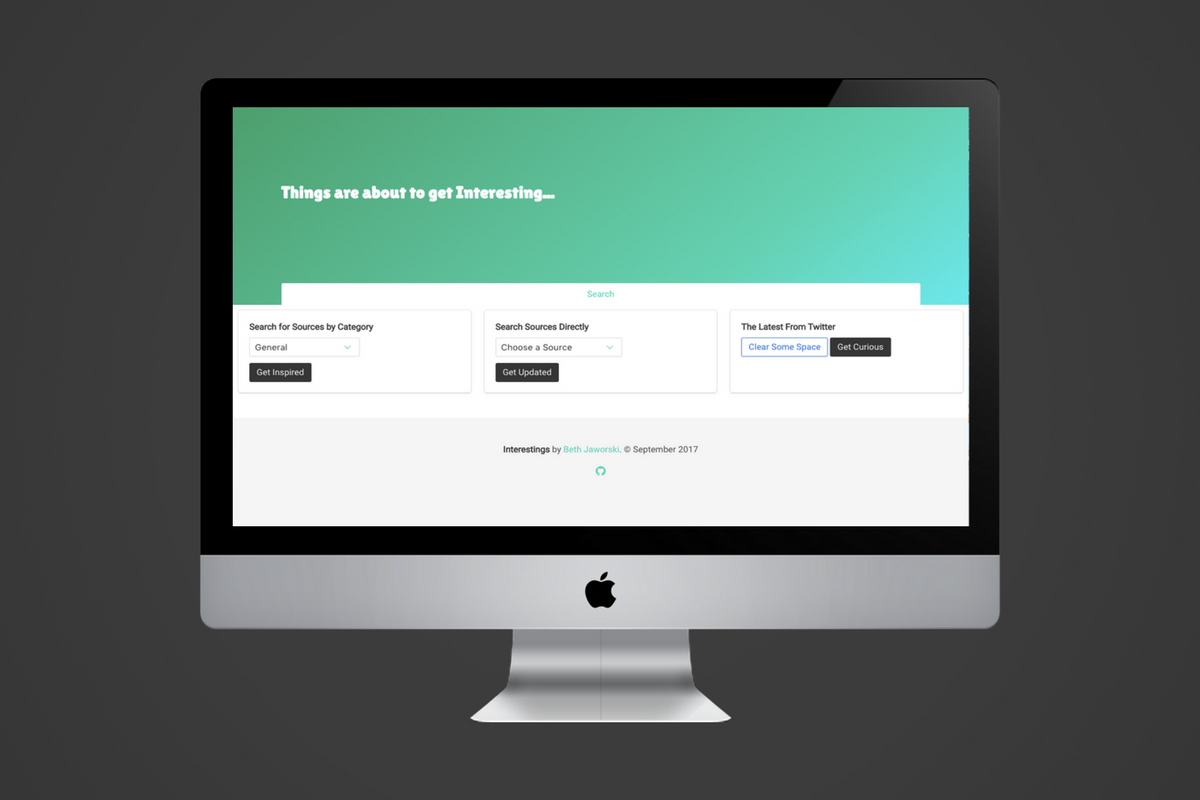 Things are about to get Interesting...
Search
Search for Sources by Category
General
Get Inspired
Search Sources Directly
Choose a Source
Get Updated
The Latest From Twitter
Clear Some Space
Get Curious
Interestings by Beth Jaworski. © September 2017